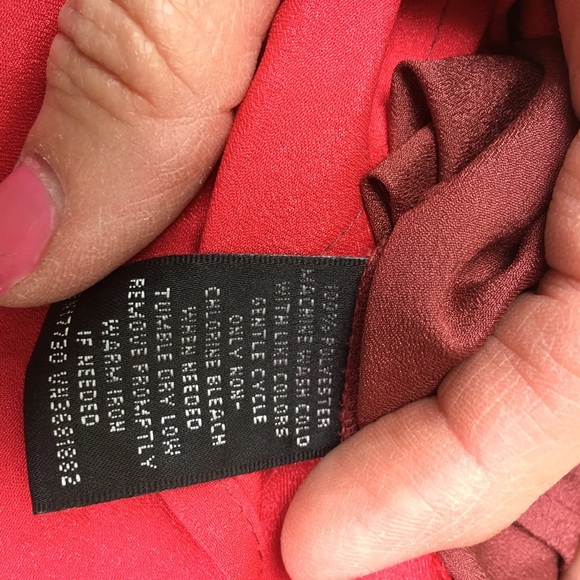 100% POLYESTER
MACHINE WASH COLD
WITH LIKE COLORS
GENTLE CYCLE
ONLY NON-
CHLORINE BLEACH
WHEN NEEDED
TUMBLE DRY LOW
REMOVE PROMPTLY
WARM IRON
IF NEEDED